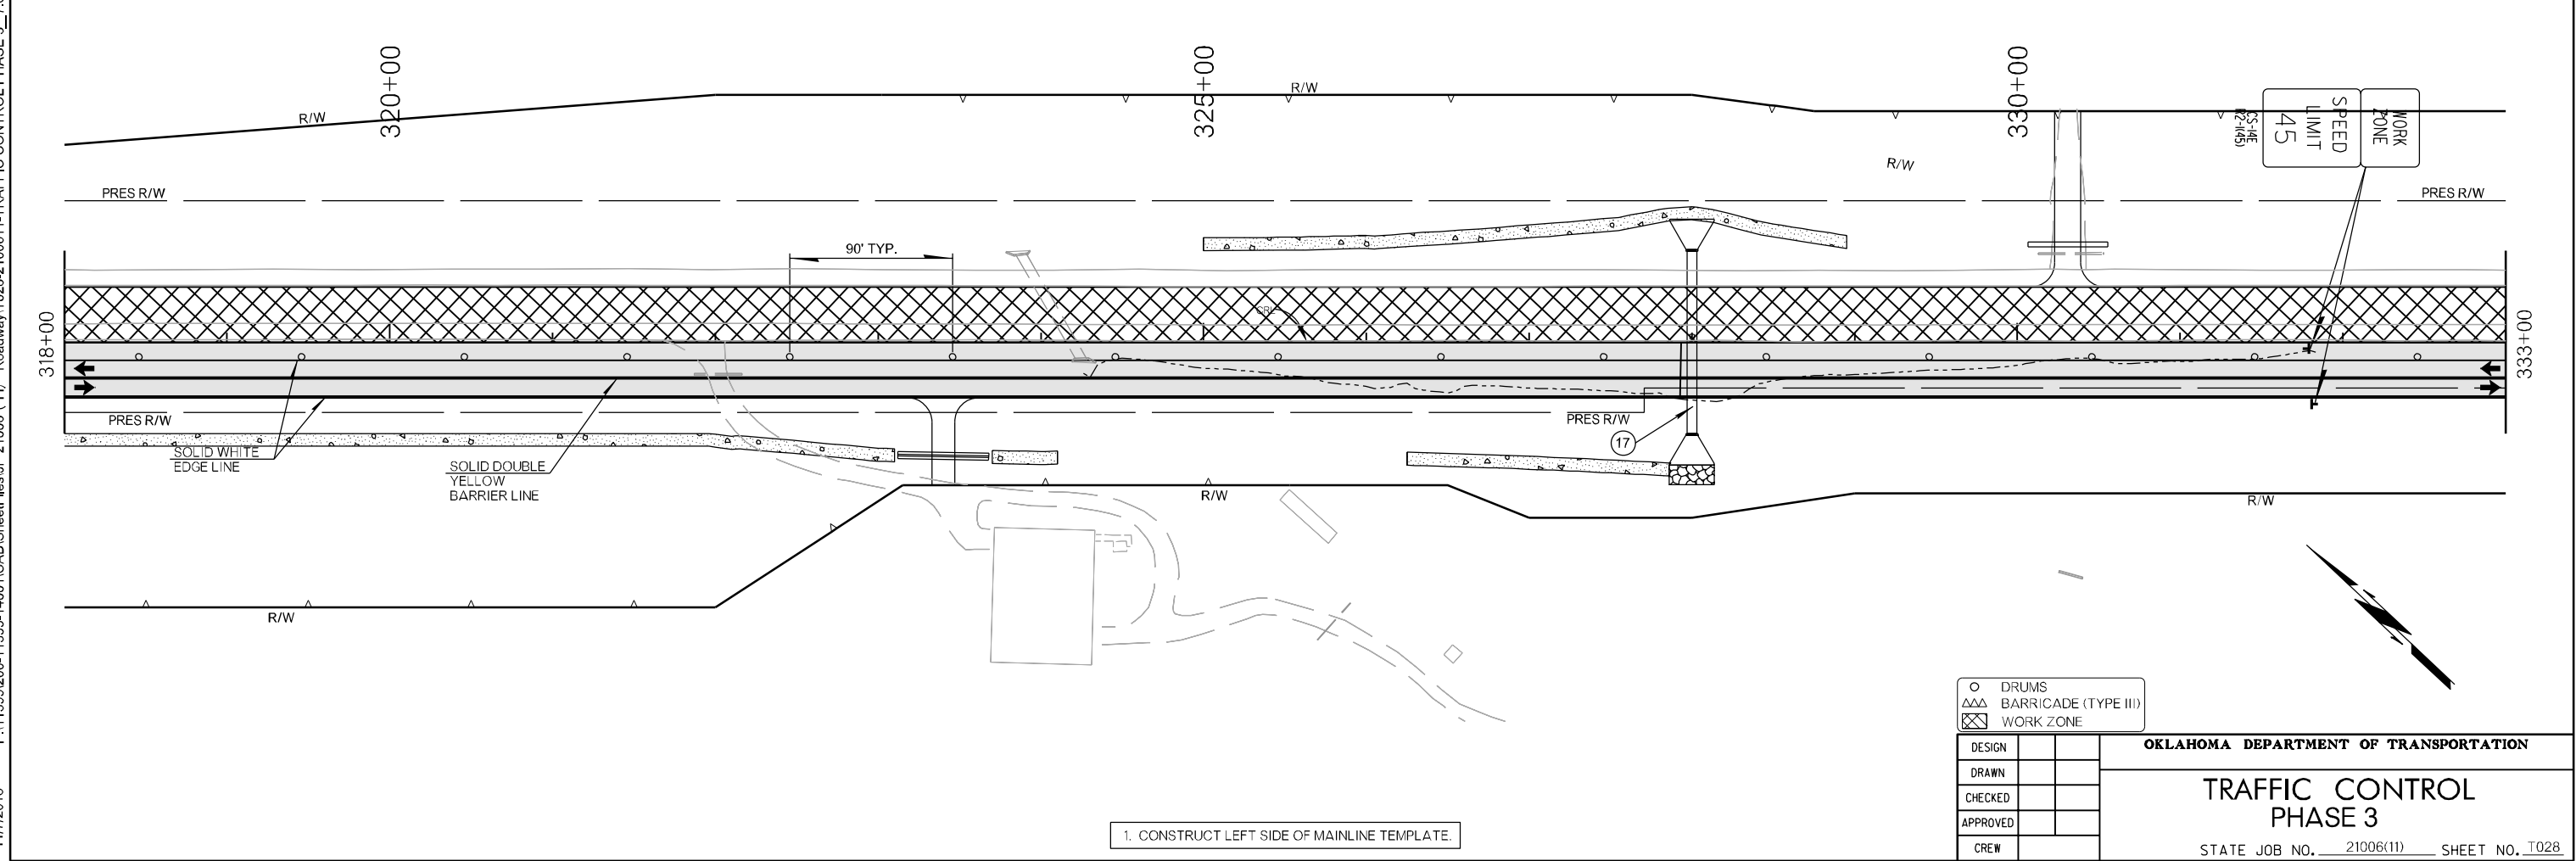 320+00
325+00
330+00
R/W
R/W
R/W
PRES R/W
PRES R/W
WORK
ZONE
SPEED
LIMIT
45
CS-14E
R2-1(45)
90' TYP.
318+00
333+00
PRES R/W
PRES R/W
17
SOLID WHITE
EDGE LINE
SOLID DOUBLE
YELLOW
BARRIER LINE
R/W
R/W
R/W
DRUMS
BARRICADE (TYPE III)
WORK ZONE
1. CONSTRUCT LEFT SIDE OF MAINLINE TEMPLATE.
DESIGN
DRAWN
CHECKED
APPROVED
CREW
OKLAHOMA DEPARTMENT OF TRANSPORTATION
TRAFFIC CONTROL
PHASE 3
STATE JOB NO. 21006(11) SHEET NO. T028